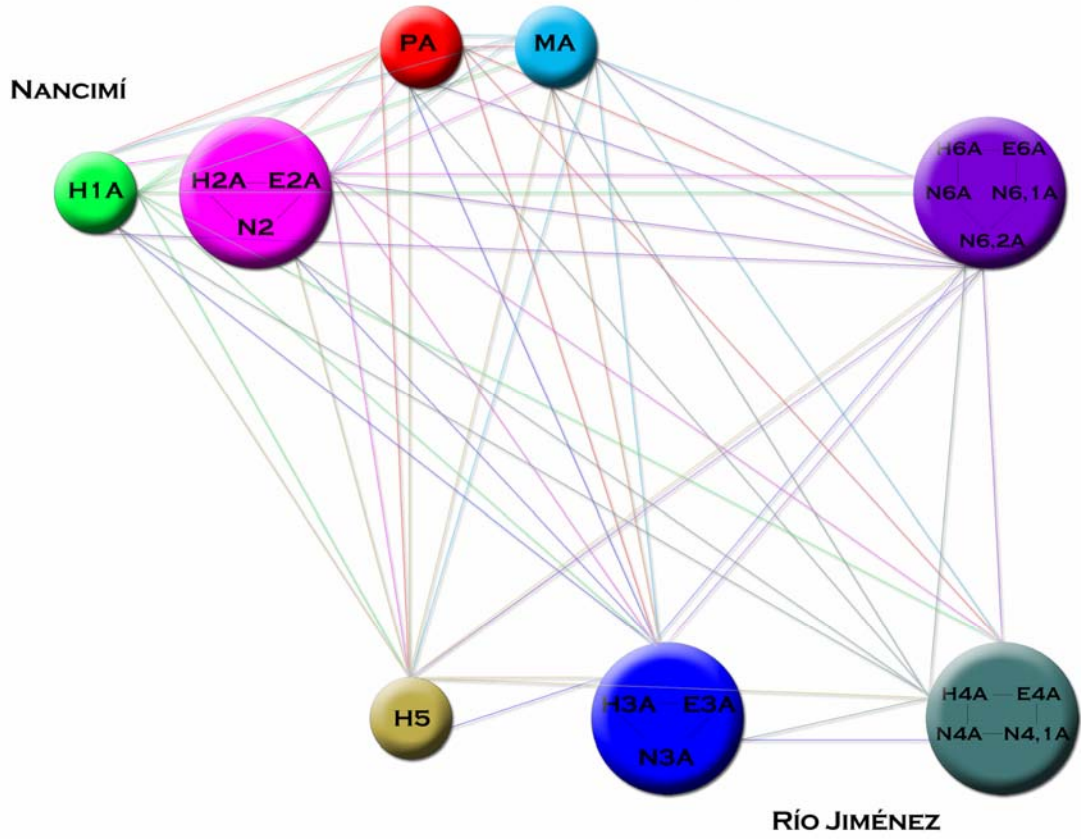 PA
MA
NANCIMÍ
H1A
H2A E2A
N2
H6A E6A
N6A N6,1A
N6,2A
H5
H3A E3A
N3A
H4A E4A
N4A N4,1A
RÍO JIMÉNEZ